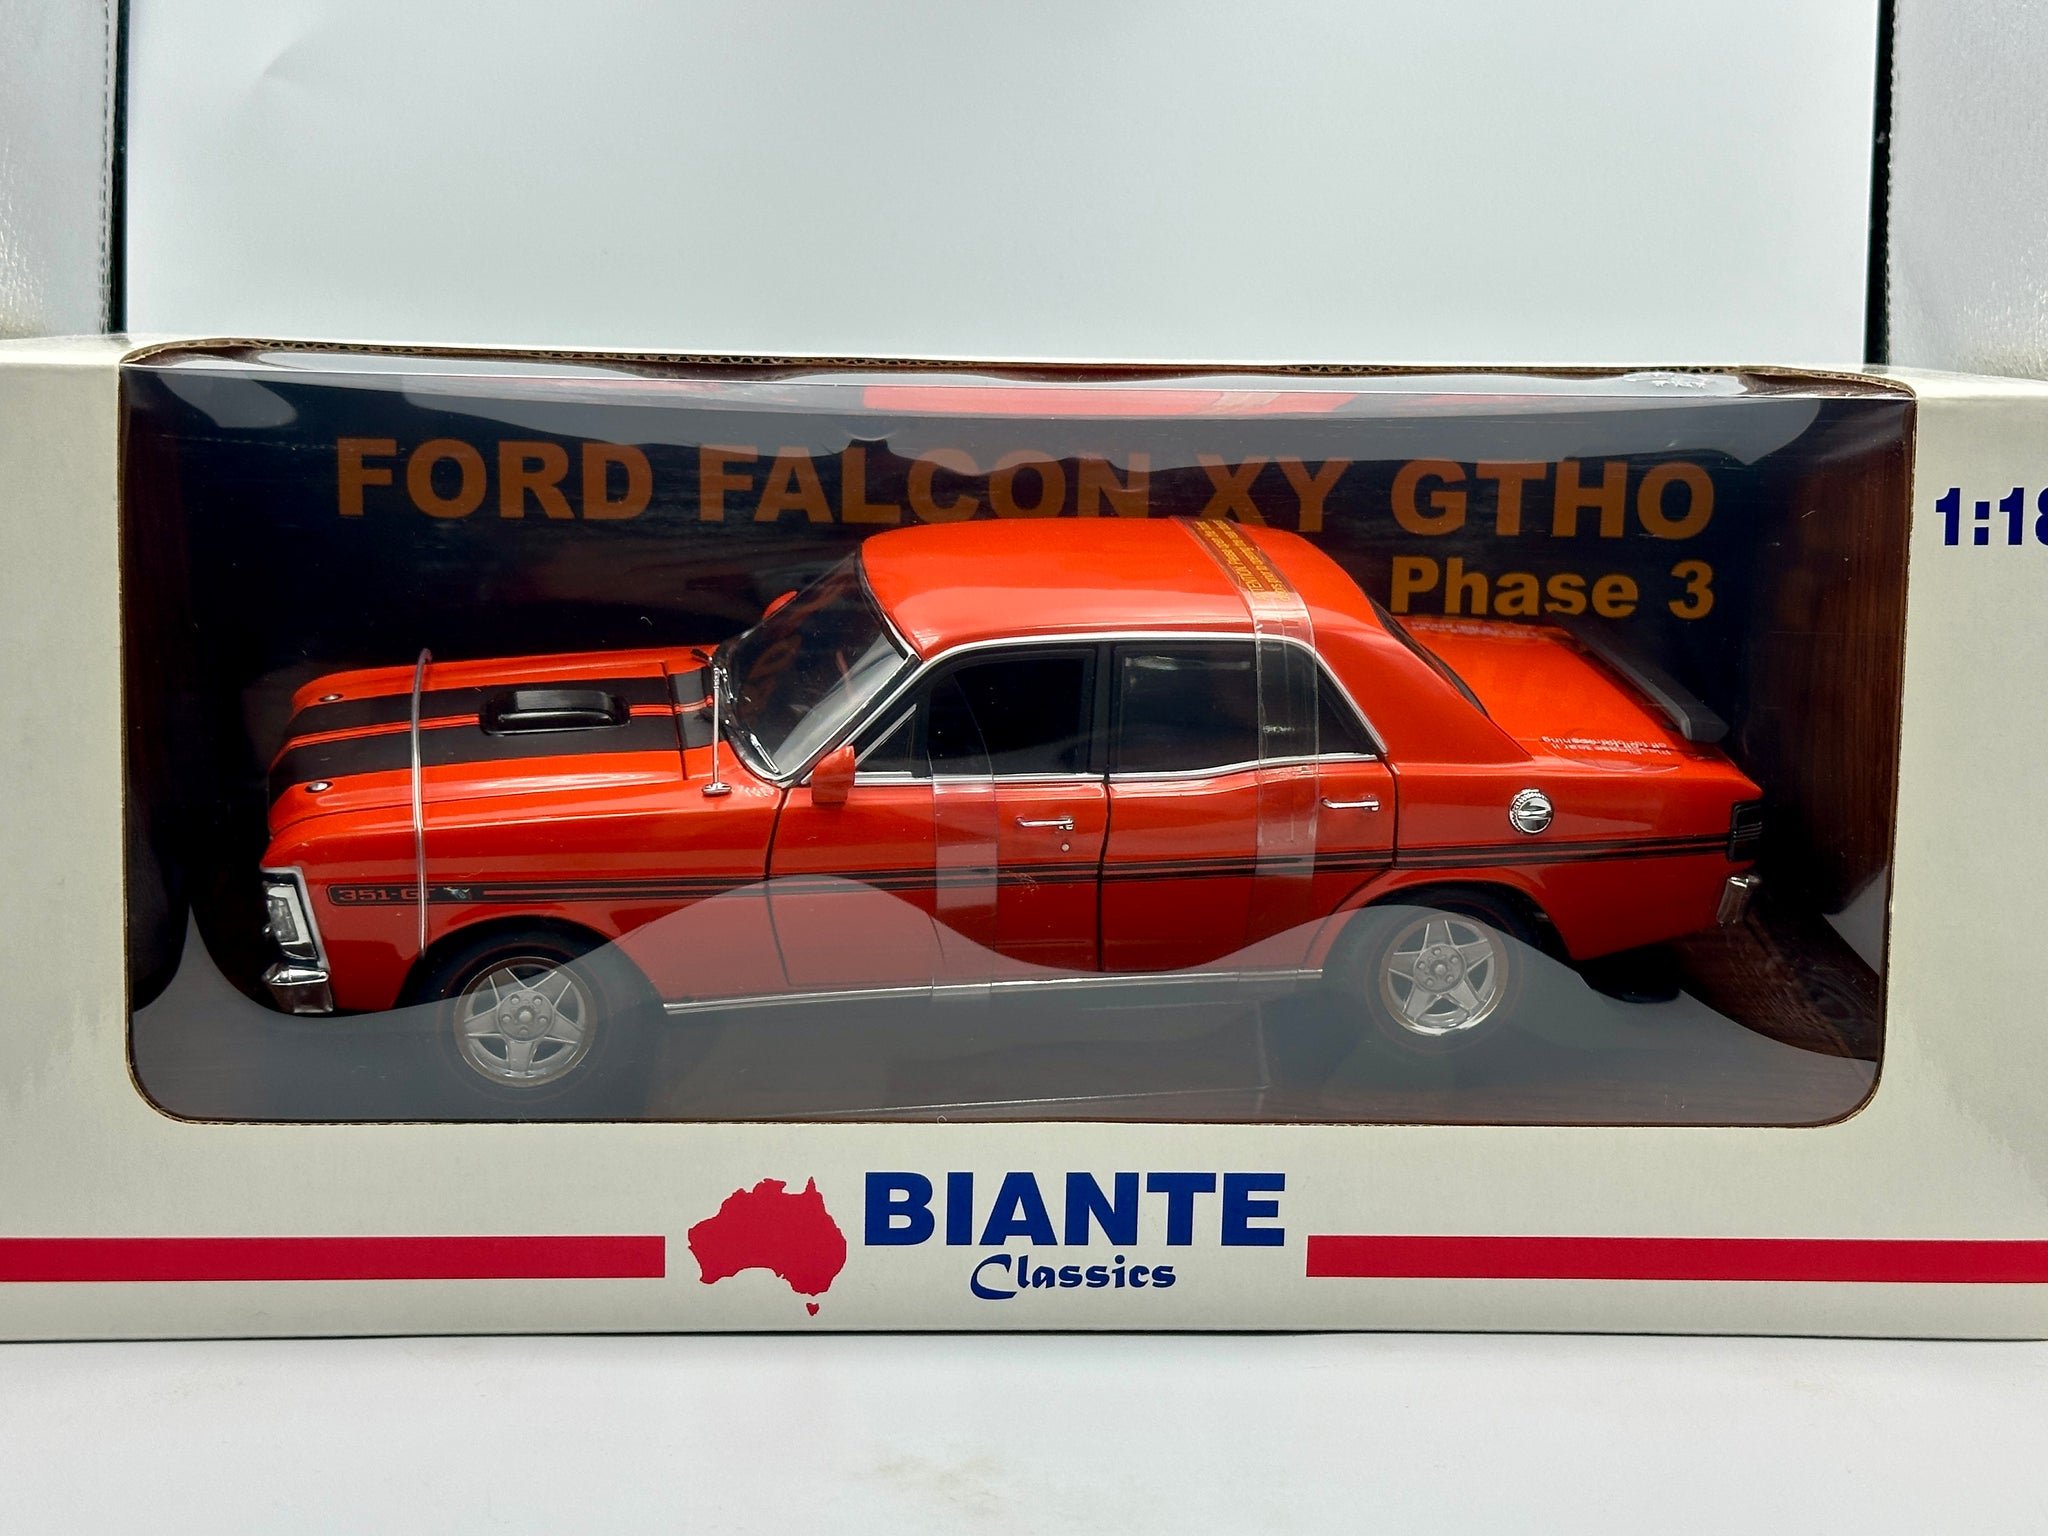 FORD FALCON XY GTHO
Phase 3
1:18
351-GT
BIANTE
Classics